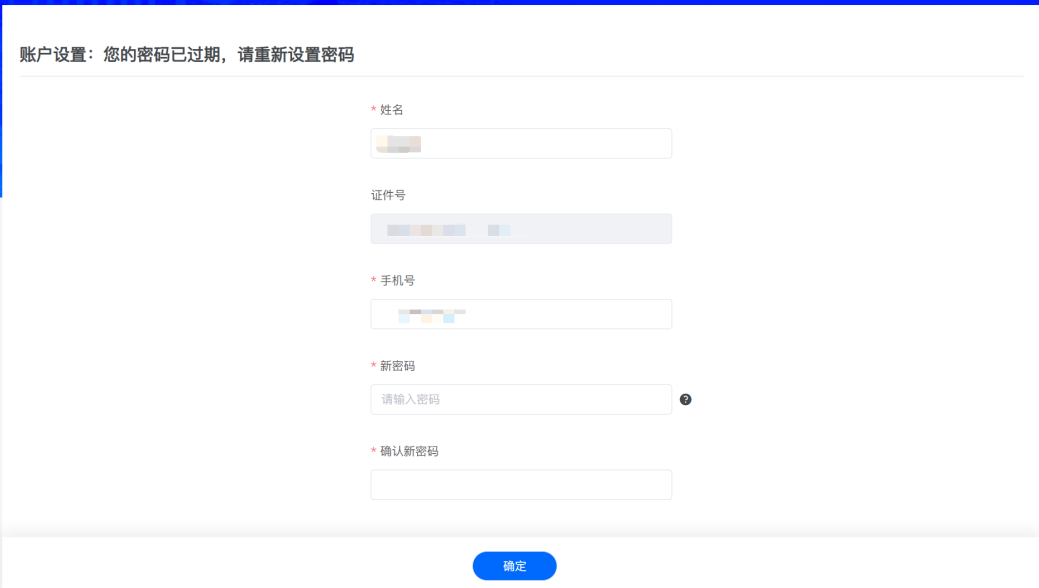 账户设置：您的密码已过期，请重新设置密码
* 姓名
证件号
* 手机号
* 新密码
请输入密码
?
* 确认新密码
确定